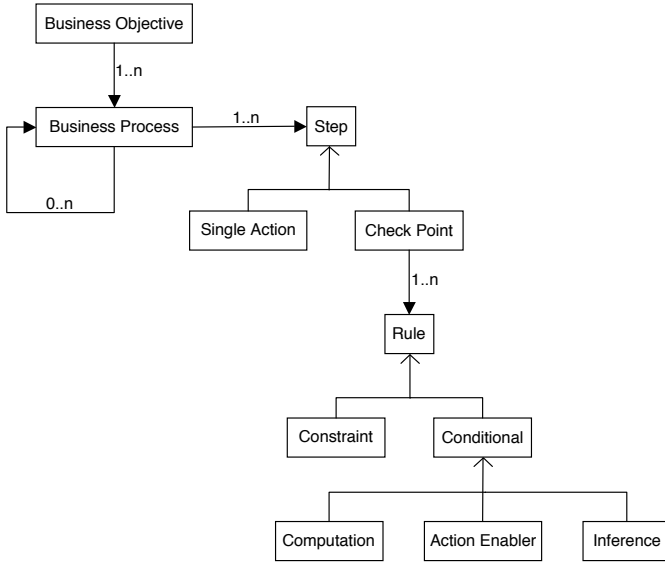 Business Objective
1..n
Business Process
1..n
Step
0..n
Single Action
Check Point
1..n
Rule
Constraint
Conditional
Computation
Action Enabler
Inference